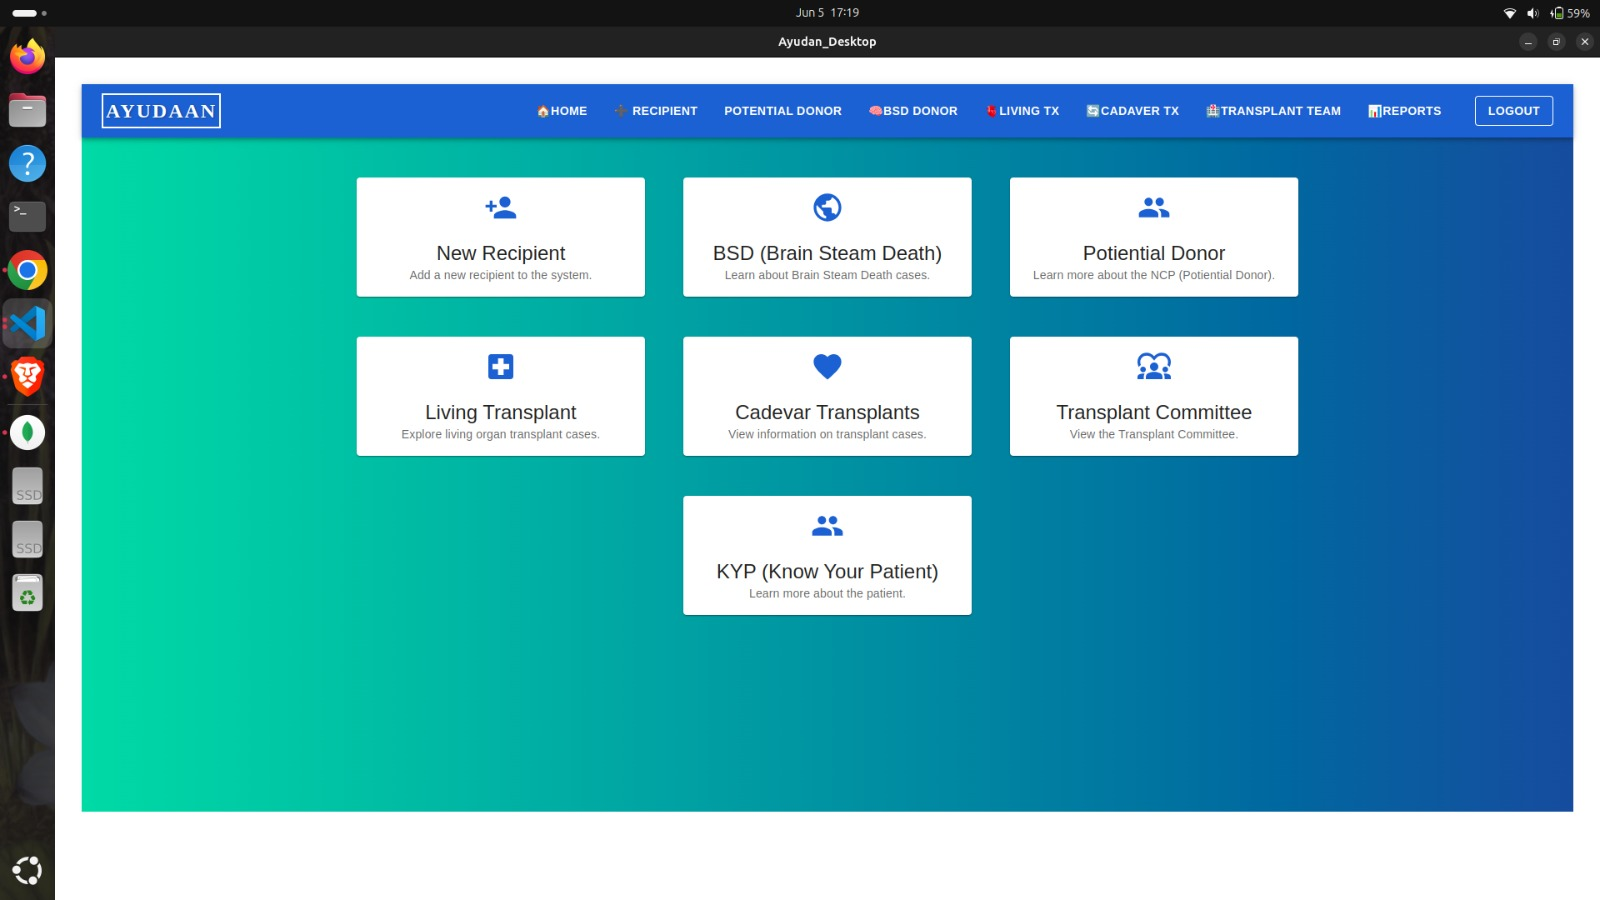 Jun 5 17:19
59%
Ayudan_Desktop
AYUDAAN
HOME
RECIPIENT
POTENTIAL DONOR
BSD DONOR
LIVING TX
CADAVER TX
TRANSPLANT TEAM
REPORTS
LOGOUT
New Recipient
Add a new recipient to the system.
BSD (Brain Steam Death)
Learn about Brain Steam Death cases.
Potiential Donor
Learn more about the NCP (Potiential Donor).
Living Transplant
Explore living organ transplant cases.
Cadevar Transplants
View information on transplant cases.
Transplant Committee
View the Transplant Committee.
KYP (Know Your Patient)
Learn more about the patient.
SSD
SSD